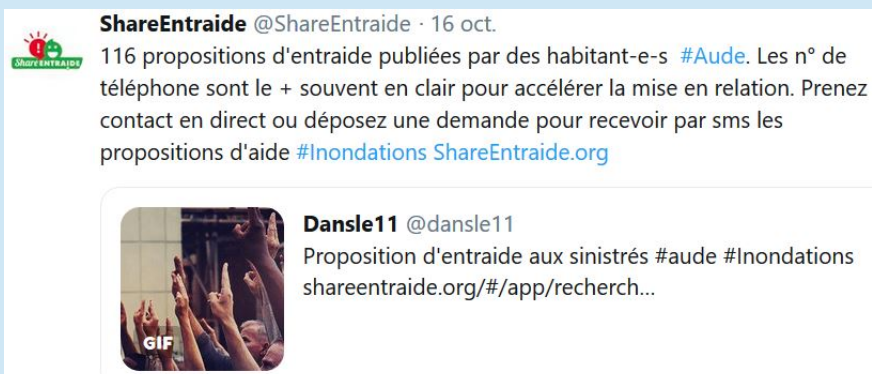 ShareEntraide @ShareEntraide · 16 oct.
116 propositions d'entraide publiées par des habitant-e-s #Aude. Les n° de
téléphone sont le + souvent en clair pour accélérer la mise en relation. Prenez
contact en direct ou déposez une demande pour recevoir par sms les
propositions d'aide #Inondations ShareEntraide.org
ShareENTRAIDE
Dansle11 @dansle11
Proposition d'entraide aux sinistrés #aude #Inondations
shareentraide.org/#/app/recherch...
GIF